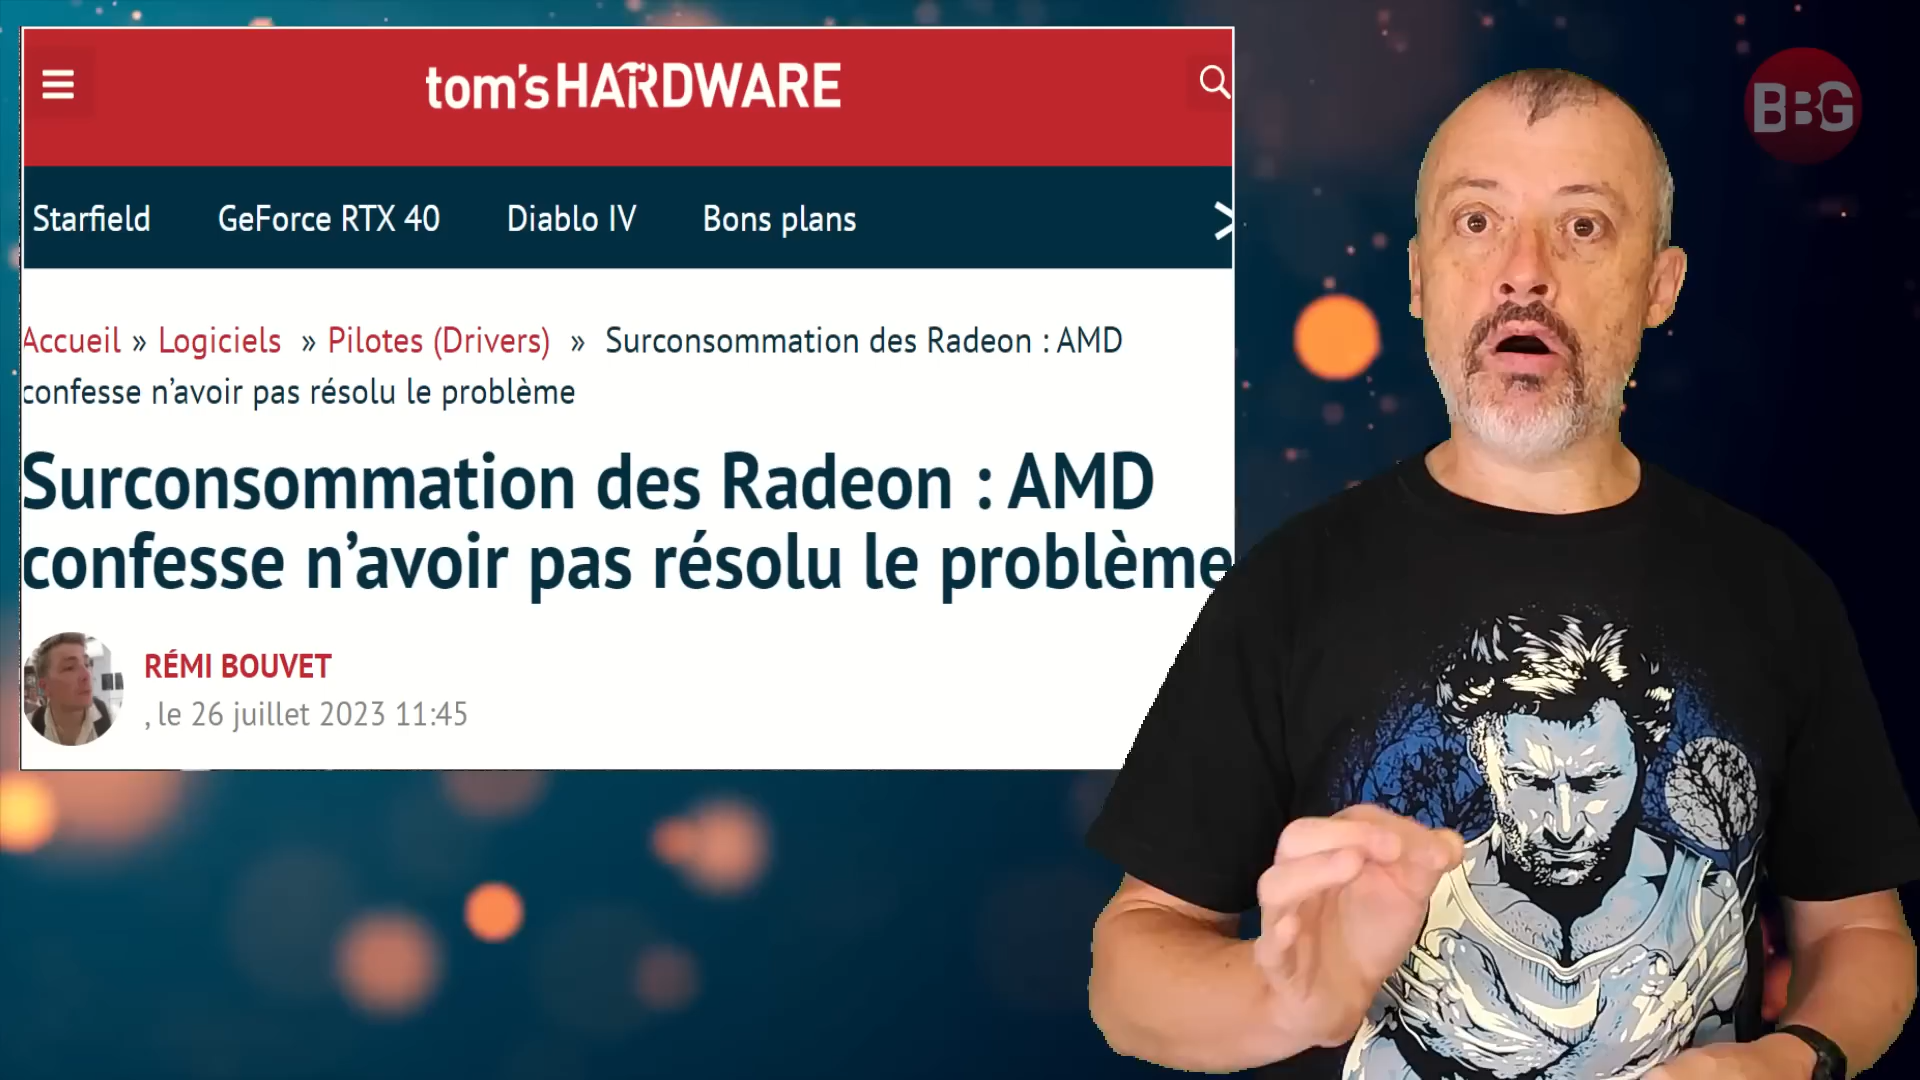 tom's HARDWARE
BBG
Starfield GeForce RTX 40 Diablo IV Bons plans
Accueil » Logiciels » Pilotes (Drivers) » Surconsommation des Radeon : AMD
confesse n’avoir pas résolu le problème
Surconsommation des Radeon : AMD
confesse n’avoir pas résolu le problème
RÉMI BOUVET
, le 26 juillet 2023 11:45